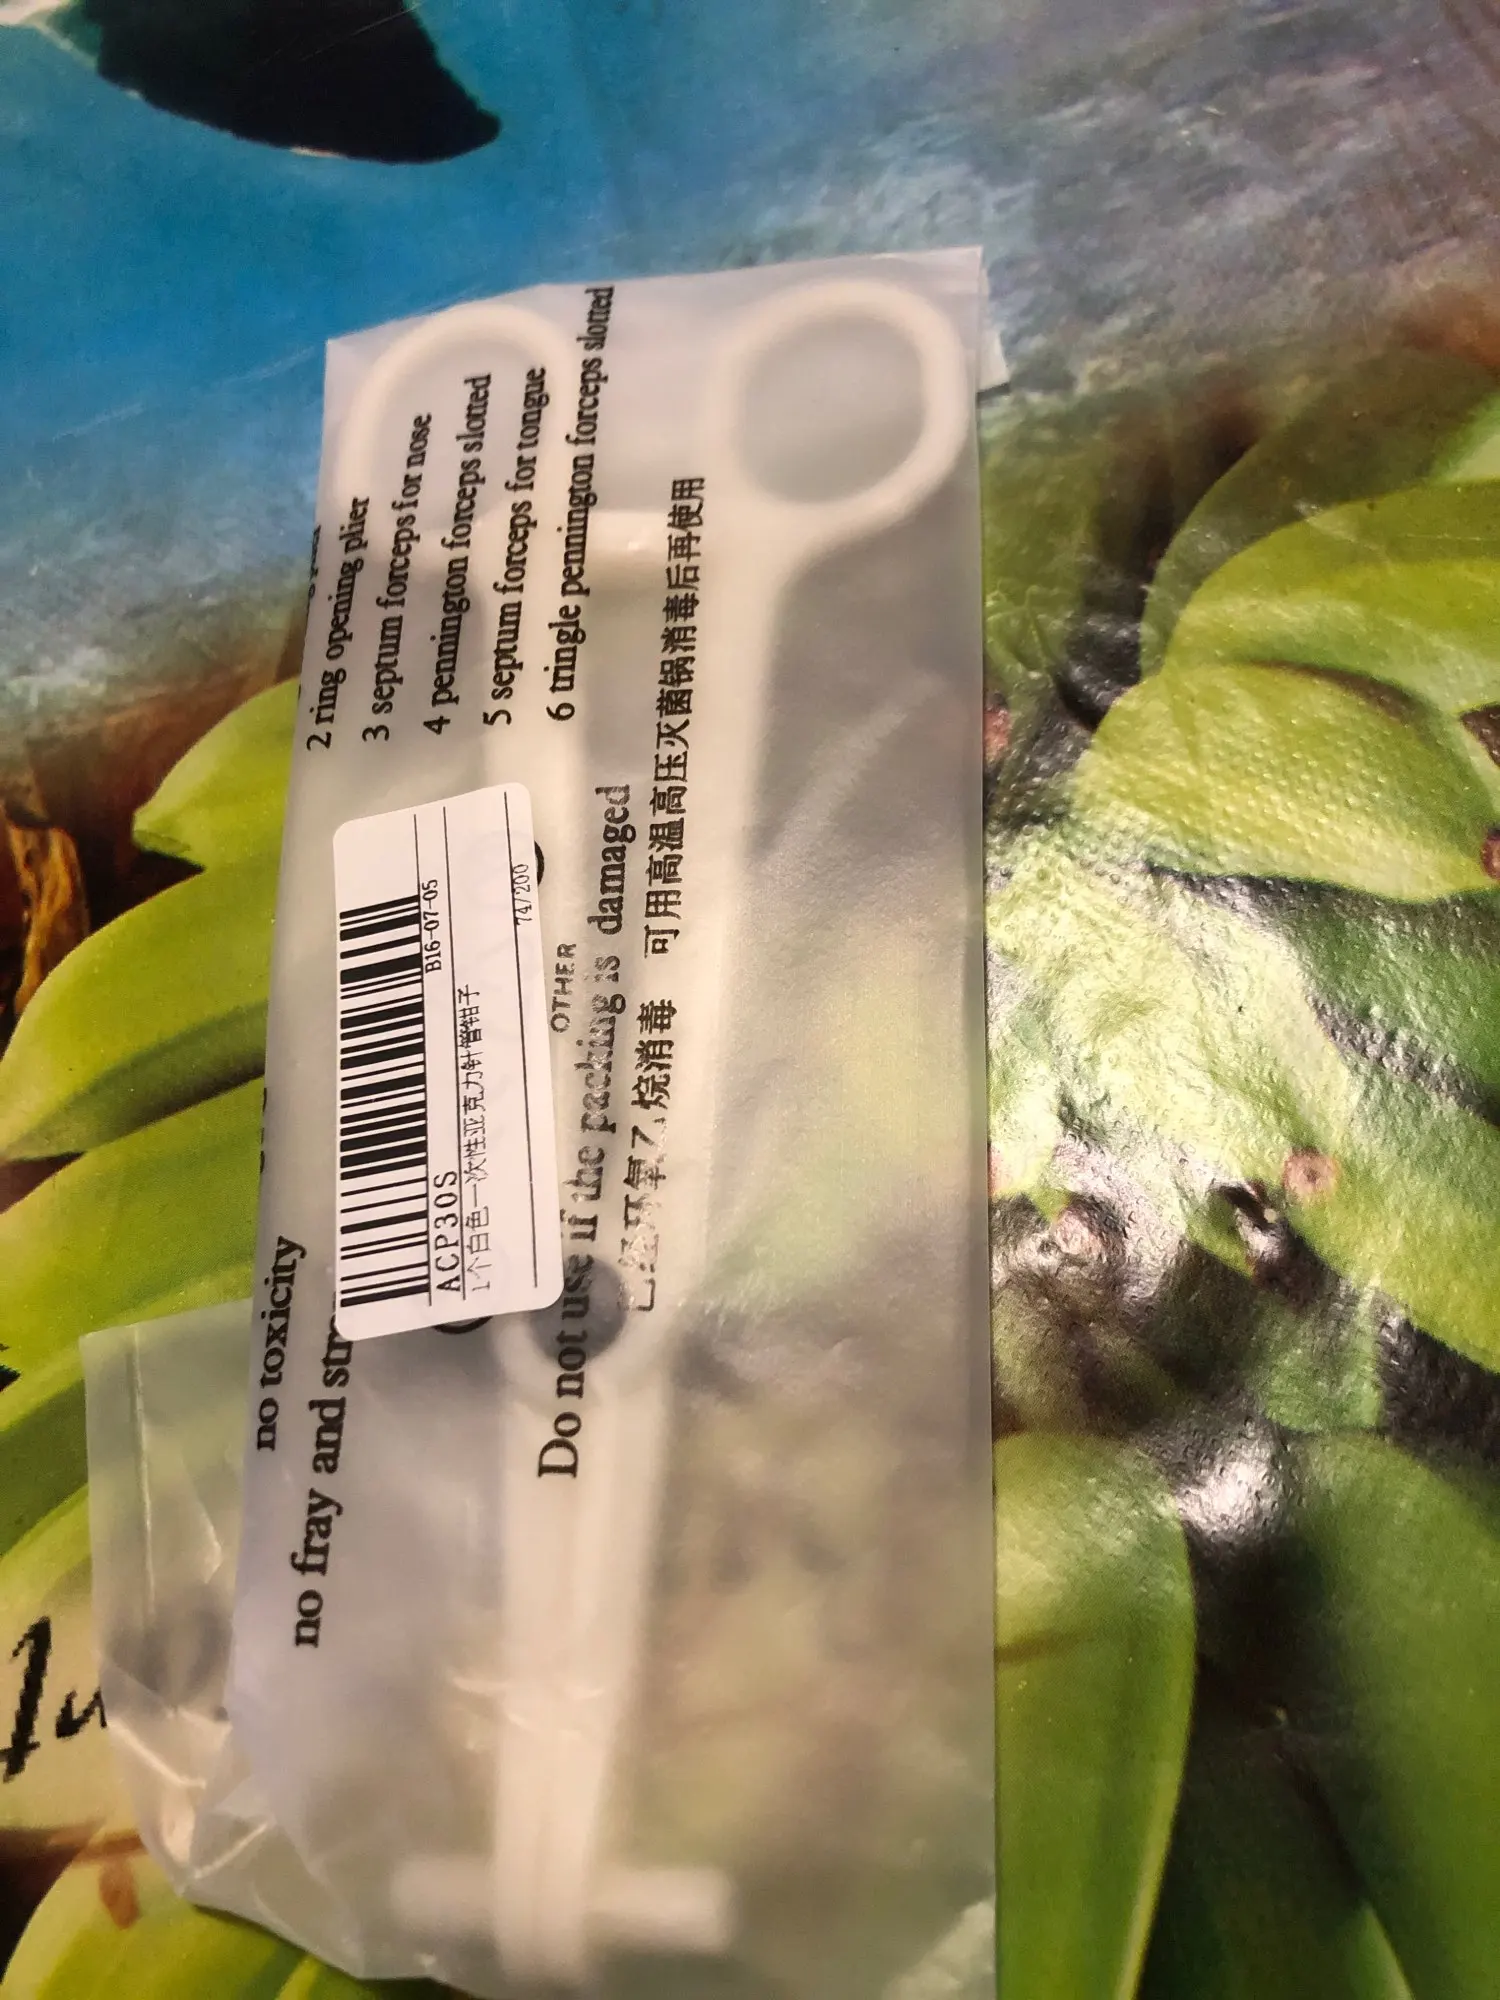 2 ring opening plier
3 septum forceps for nose
4 pennington forceps slotted
5 septum forceps for tongue
6 tringle pennington forceps slotted
no toxicity
no fray and
B16-07-05
ACP30S
1个白色一次性亚克力针管钳子
74/200
OTHER
Do not use if the packing is damaged
已经环氧乙烷消毒 可用高温高压灭菌锅消毒后再使用